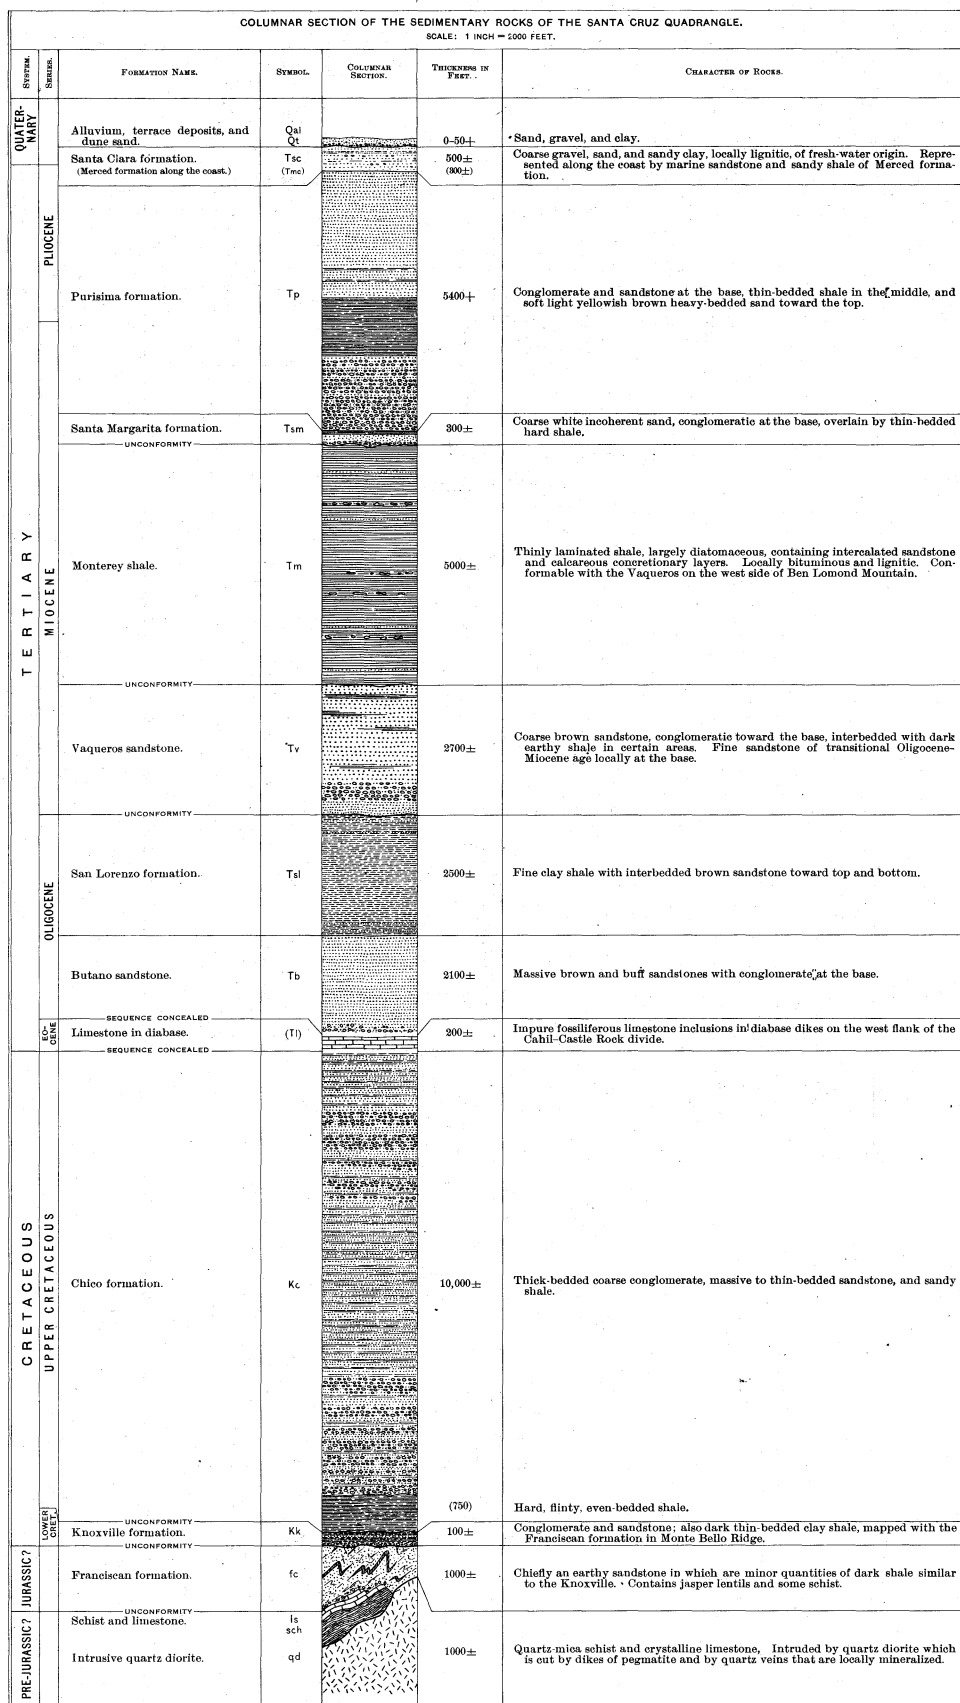 COLUMNAR SECTION OF THE SEDIMENTARY ROCKS OF THE SANTA CRUZ QUADRANGLE.
SCALE: 1 INCH = 2000 FEET.
SYSTEM.
SERIES.
FORMATION NAME.
SYMBOL.
COLUMNAR
SECTION.
THICKNESS IN
FEET.
CHARACTER OF ROCKS.
QUATER-
NARY
Alluvium, terrace deposits, and
dune sand.
Qal
Qt
0–50+
Sand, gravel, and clay.
TERTIARY
PLIOCENE
Santa Clara formation.
(Merced formation along the coast.)
Tsc
(Tmc)
500±
(300±)
Coarse gravel, sand, and sandy clay, locally lignitic, of fresh-water origin. Repre-
sented along the coast by marine sandstone and sandy shale of Merced forma-
tion.
Purisima formation.
Tp
5400+
Conglomerate and sandstone at the base, thin-bedded shale in the middle, and
soft light yellowish brown heavy-bedded sand toward the top.
MIOCENE
Santa Margarita formation.
Tsm
300±
Coarse white incoherent sand, conglomeratic at the base, overlain by thin-bedded
hard shale.
UNCONFORMITY
Monterey shale.
Tm
5000±
Thinly laminated shale, largely diatomaceous, containing intercalated sandstone
and calcareous concretionary layers. Locally bituminous and lignitic. Con-
formable with the Vaqueros on the west side of Ben Lomond Mountain.
UNCONFORMITY
Vaqueros sandstone.
Tv
2700±
Coarse brown sandstone, conglomeratic toward the base, interbedded with dark
earthy shale in certain areas. Fine sandstone of transitional Oligocene-
Miocene age locally at the base.
UNCONFORMITY
OLIGOCENE
San Lorenzo formation.
Tsl
2500±
Fine clay shale with interbedded brown sandstone toward top and bottom.
Butano sandstone.
Tb
2100±
Massive brown and buff sandstones with conglomerate at the base.
SEQUENCE CONCEALED
EO-
CENE
Limestone in diabase.
(Tl)
200±
Impure fossiliferous limestone inclusions in diabase dikes on the west flank of the
Cahil–Castle Rock divide.
SEQUENCE CONCEALED
CRETACEOUS
UPPER CRETACEOUS
Chico formation.
Kc
10,000±
Thick-bedded coarse conglomerate, massive to thin-bedded sandstone, and sandy
shale.
(750)
Hard, flinty, even-bedded shale.
UNCONFORMITY
LOWER
CRET.
Knoxville formation.
Kk
100±
Conglomerate and sandstone; also dark thin-bedded clay shale, mapped with the
Franciscan formation in Monte Bello Ridge.
UNCONFORMITY
JURASSIC?
Franciscan formation.
fc
1000±
Chiefly an earthy sandstone in which are minor quantities of dark shale similar
to the Knoxville. Contains jasper lentils and some schist.
UNCONFORMITY
PRE-JURASSIC?
Schist and limestone.
ls
sch
Intrusive quartz diorite.
qd
1000±
Quartz-mica schist and crystalline limestone, Intruded by quartz diorite which
is cut by dikes of pegmatite and by quartz veins that are locally mineralized.